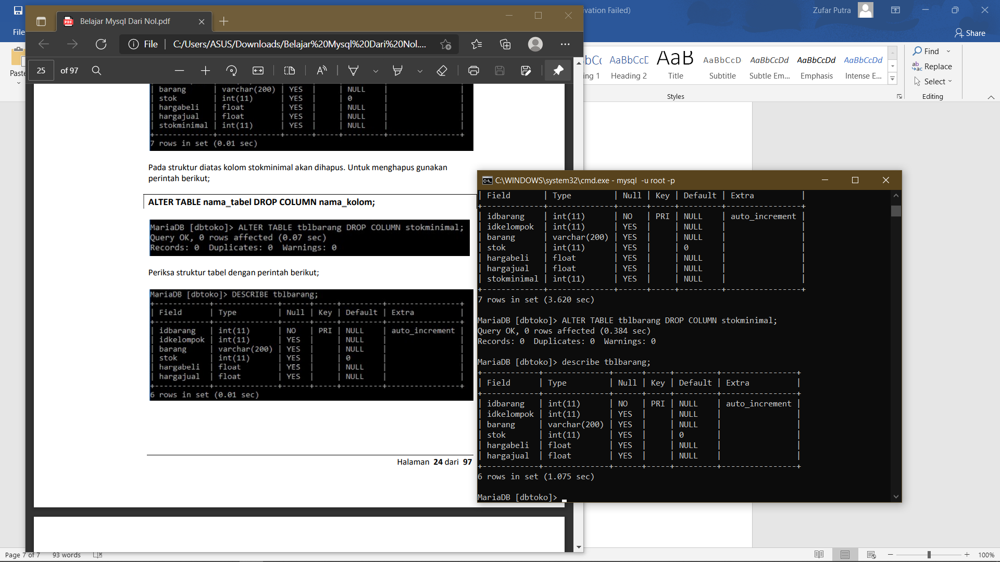 vation Failed)
Zufar Putra
File
Share
Paste
Find
Replace
Select
Editing
AaBbCcD
AaB
AaBbCcD
AaBbCcDd
AaBbCcDd
AaBbCcDd
ing 1
Heading 2
Title
Subtitle
Subtle Em...
Emphasis
Intense E...
Styles
Belajar Mysql Dari Nol.pdf
File
C:/Users/ASUS/Downloads/Belajar%20Mysql%20Dari%20Nol....
25 of 97
| barang | varchar(200) | YES | | NULL | |
| stok | int(11) | YES | | 0 | |
| hargabeli | float | YES | | NULL | |
| hargajual | float | YES | | NULL | |
| stokminimal | int(11) | YES | | NULL | |
+-------------+--------------+------+-----+---------+----------------+
7 rows in set (0.01 sec)
Pada struktur diatas kolom stokminimal akan dihapus. Untuk menghapus gunakan
perintah berikut;
ALTER TABLE nama_tabel DROP COLUMN nama_kolom;
MariaDB [dbtoko]> ALTER TABLE tblbarang DROP COLUMN stokminimal;
Query OK, 0 rows affected (0.07 sec)
Records: 0 Duplicates: 0 Warnings: 0
Periksa struktur tabel dengan perintah berikut;
MariaDB [dbtoko]> DESCRIBE tblbarang;
+------------+--------------+------+-----+---------+----------------+
| Field | Type | Null | Key | Default | Extra |
+------------+--------------+------+-----+---------+----------------+
| idbarang | int(11) | NO | PRI | NULL | auto_increment |
| idkelompok | int(11) | YES | | NULL | |
| barang | varchar(200) | YES | | NULL | |
| stok | int(11) | YES | | 0 | |
| hargabeli | float | YES | | NULL | |
| hargajual | float | YES | | NULL | |
+------------+--------------+------+-----+---------+----------------+
6 rows in set (0.01 sec)
Halaman 24 dari 97
C:\WINDOWS\system32\cmd.exe - mysql -u root -p
| Field | Type | Null | Key | Default | Extra |
+-------------+--------------+------+-----+---------+----------------+
| idbarang | int(11) | NO | PRI | NULL | auto_increment |
| idkelompok | int(11) | YES | | NULL | |
| barang | varchar(200) | YES | | NULL | |
| stok | int(11) | YES | | 0 | |
| hargabeli | float | YES | | NULL | |
| hargajual | float | YES | | NULL | |
| stokminimal | int(11) | YES | | NULL | |
+-------------+--------------+------+-----+---------+----------------+
7 rows in set (3.620 sec)
MariaDB [dbtoko]> ALTER TABLE tblbarang DROP COLUMN stokminimal;
Query OK, 0 rows affected (0.384 sec)
Records: 0 Duplicates: 0 Warnings: 0
MariaDB [dbtoko]> describe tblbarang;
+------------+--------------+------+-----+---------+----------------+
| Field | Type | Null | Key | Default | Extra |
+------------+--------------+------+-----+---------+----------------+
| idbarang | int(11) | NO | PRI | NULL | auto_increment |
| idkelompok | int(11) | YES | | NULL | |
| barang | varchar(200) | YES | | NULL | |
| stok | int(11) | YES | | 0 | |
| hargabeli | float | YES | | NULL | |
| hargajual | float | YES | | NULL | |
+------------+--------------+------+-----+---------+----------------+
6 rows in set (1.075 sec)
MariaDB [dbtoko]>
Page 7 of 7
93 words
100%